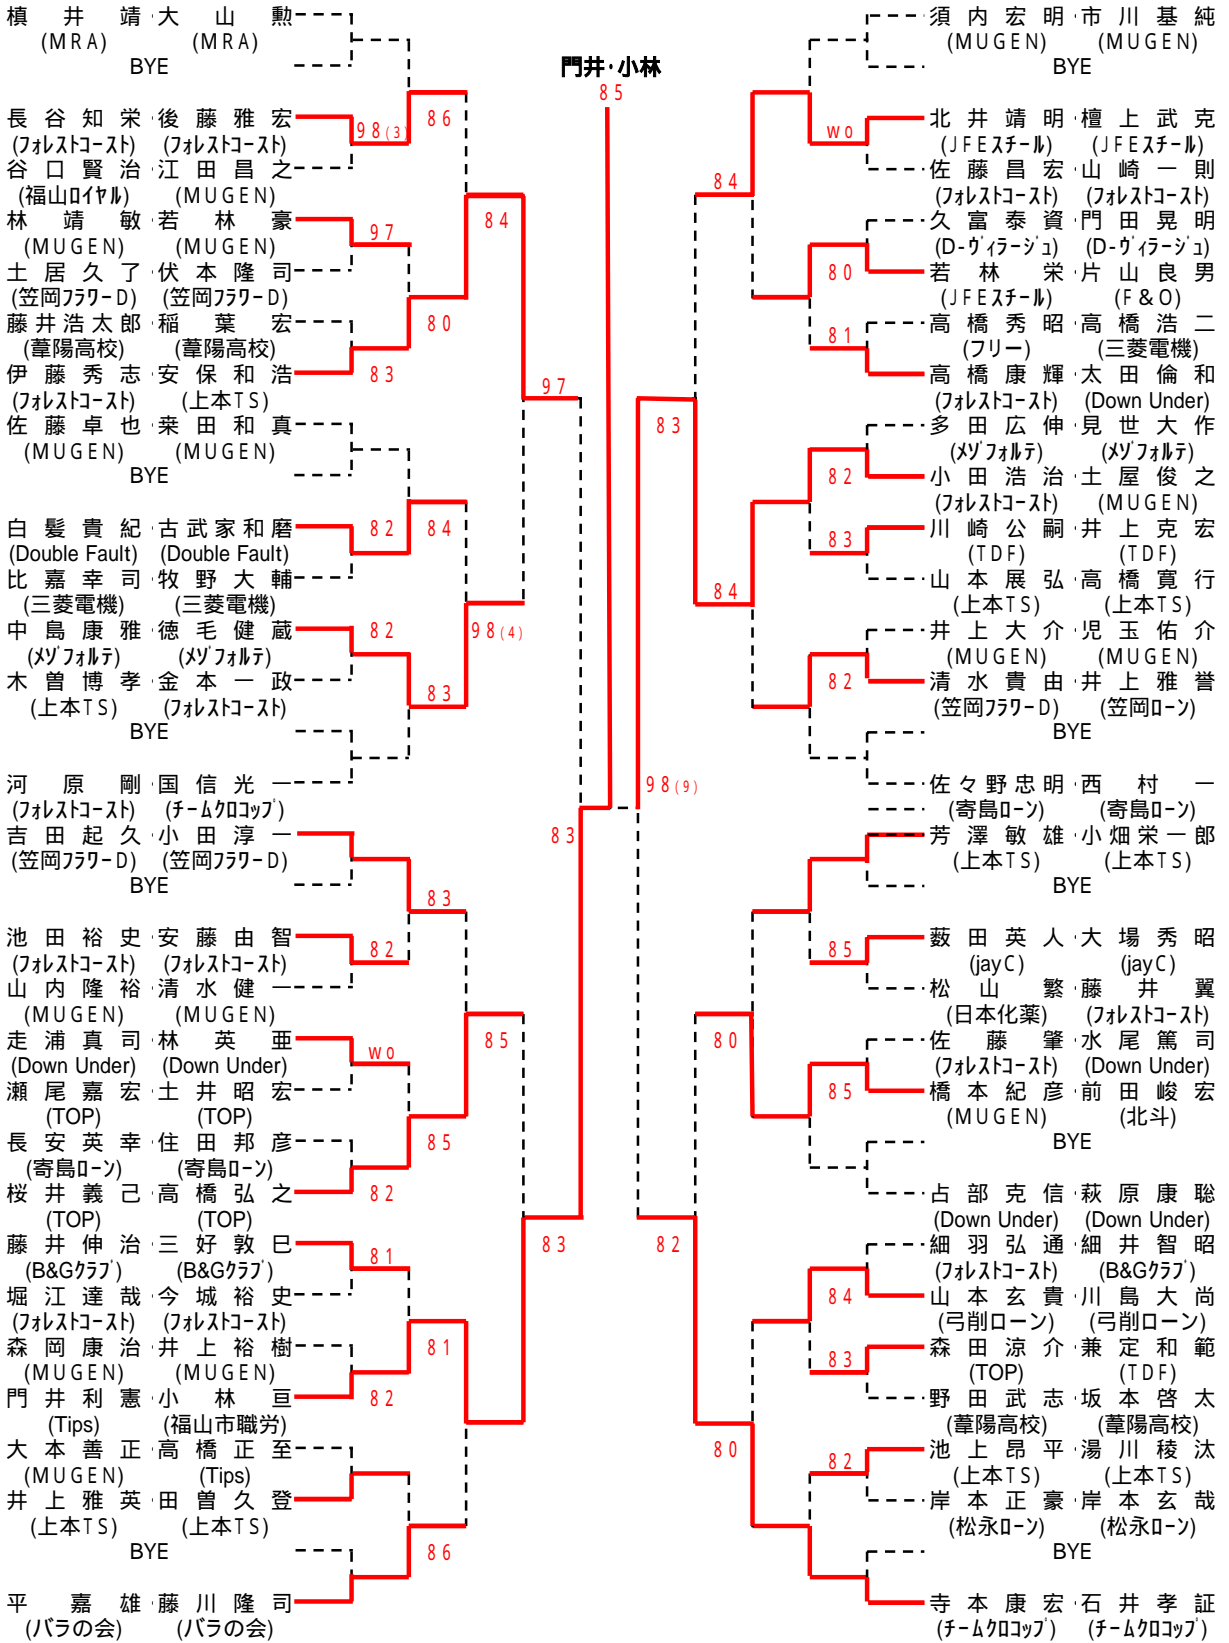 門井・小林
85
槙井靖・大山勲
(MRA) (MRA)
BYE
長谷知栄・後藤雅宏
(フォレストコースト) (フォレストコースト)
98(3)
86
谷口賢治・江田昌之
(福山ロイヤル) (MUGEN)
林靖敏・若林豪
(MUGEN) (MUGEN)
97
84
土居久了・伏本隆司
(笠岡フラワーD) (笠岡フラワーD)
藤井浩太郎・稲葉宏
(葦陽高校) (葦陽高校)
80
伊藤秀志・安保和浩
(フォレストコースト) (上本TS)
83
97
佐藤卓也・来田和真
(MUGEN) (MUGEN)
BYE
白髪貴紀・古武家和磨
(Double Fault) (Double Fault)
82
84
比嘉幸司・牧野大輔
(三菱電機) (三菱電機)
中島康雅・徳毛健蔵
(メゾフォルテ) (メゾフォルテ)
82
98(4)
木曽博孝・金本一政
(上本TS) (フォレストコースト)
83
BYE
河原剛・国信光一
(フォレストコースト) (チームクロコップ)
吉田起久・小田淳一
(笠岡フラワーD) (笠岡フラワーD)
83
BYE
83
池田裕史・安藤由智
(フォレストコースト) (フォレストコースト)
82
山内隆裕・清水健一
(MUGEN) (MUGEN)
走浦真司・林英亜
(Down Under) (Down Under)
wo
85
瀬尾嘉宏・土井昭宏
(TOP) (TOP)
長安英幸・住田邦彦
(寄島ローン) (寄島ローン)
85
桜井義己・高橋弘之
(TOP) (TOP)
82
藤井伸治・三好敦巳
(B&Gクラブ) (B&Gクラブ)
81
83
堀江達哉・今城裕史
(フォレストコースト) (フォレストコースト)
森岡康治・井上裕樹
(MUGEN) (MUGEN)
81
門井利憲・小林亘
(Tips) (福山市職労)
82
大本善正・高橋正至
(MUGEN) (Tips)
井上雅英・田曽久登
(上本TS) (上本TS)
BYE
86
平嘉雄・藤川隆司
(バラの会) (バラの会)
須内宏明・市川基純
(MUGEN) (MUGEN)
BYE
北井靖明・檀上武克
(JFEスチール) (JFEスチール)
wo
佐藤昌宏・山崎一則
(フォレストコースト) (フォレストコースト)
84
久富泰資・門田晃明
(D-ヴィラージュ) (D-ヴィラージュ)
80
若林栄・片山良男
(JFEスチール) (F&O)
高橋秀昭・高橋浩二
(フリー) (三菱電機)
81
高橋康輝・太田倫和
(フォレストコースト) (Down Under)
83
多田広伸・見世大作
(メゾフォルテ) (メゾフォルテ)
82
小田浩治・土屋俊之
(フォレストコースト) (MUGEN)
川崎公嗣・井上克宏
(TDF) (TDF)
83
山本展弘・高橋寛行
(上本TS) (上本TS)
84
井上大介・児玉佑介
(MUGEN) (MUGEN)
82
清水貴由・井上雅誉
(笠岡フラワーD) (笠岡ローン)
BYE
98(9)
佐々野忠明・西村一
(寄島ローン) (寄島ローン)
芳澤敏雄・小畑栄一郎
(上本TS) (上本TS)
BYE
薮田英人・大場秀昭
(jayC) (jayC)
85
松山繁・藤井翼
(日本化薬) (フォレストコースト)
佐藤肇・水尾篤司
(フォレストコースト) (Down Under)
80
85
橋本紀彦・前田峻宏
(MUGEN) (北斗)
BYE
占部克信・萩原康聡
(Down Under) (Down Under)
82
細羽弘通・細井智昭
(フォレストコースト) (B&Gクラブ)
84
山本玄貴・川島大尚
(弓削ローン) (弓削ローン)
森田涼介・兼定和範
(TOP) (TDF)
83
野田武志・坂本啓太
(葦陽高校) (葦陽高校)
80
池上昂平・湯川稜汰
(上本TS) (上本TS)
82
岸本正豪・岸本玄哉
(松永ローン) (松永ローン)
BYE
寺本康宏・石井孝証
(チームクロコップ) (チームクロコップ)